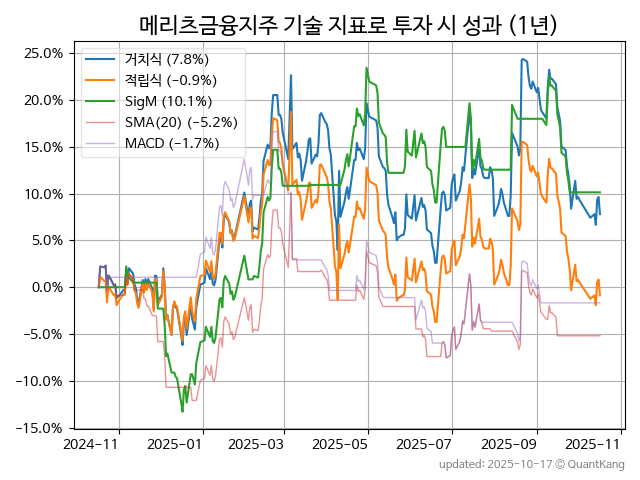 메리츠금융지주 기술 지표로 투자 시 성과 (1년)
25.0%
20.0%
15.0%
10.0%
5.0%
0.0%
−5.0%
−10.0%
−15.0%
거치식 (7.8%)
적립식 (−0.9%)
SigM (10.1%)
SMA(20) (−5.2%)
MACD (−1.7%)
2024-11
2025-01
2025-03
2025-05
2025-07
2025-09
2025-11
updated: 2025-10-17 © QuantKang